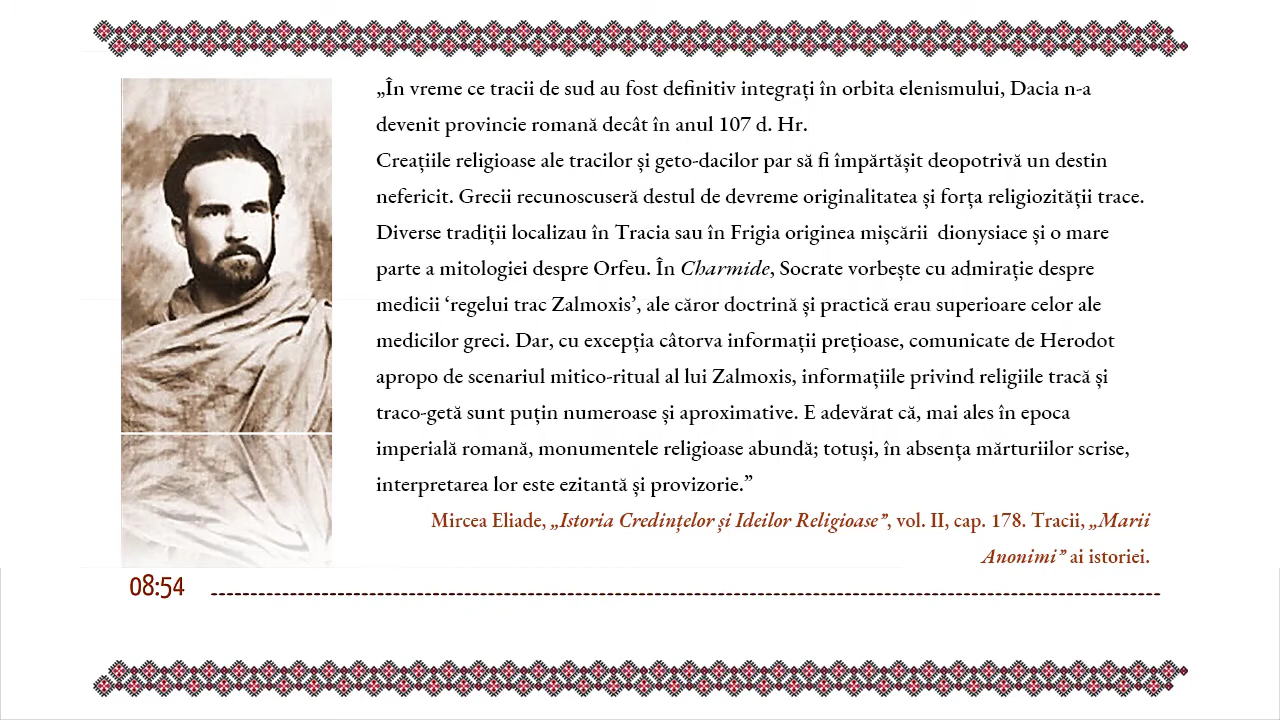 „În vreme ce tracii de sud au fost definitiv integrați în orbita elenismului, Dacia n-a
devenit provincie romană decât în anul 107 d. Hr.
Creațiile religioase ale tracilor și geto-dacilor par să fi împărtășit deopotrivă un destin
nefericit. Grecii recunoscuseră destul de devreme originalitatea și forța religiozității trace.
Diverse tradiții localizau în Tracia sau în Frigia originea mișcării  dionysiace și o mare
parte a mitologiei despre Orfeu. În Charmide, Socrate vorbește cu admirație despre
medicii ‘regelui trac Zalmoxis’, ale căror doctrină și practică erau superioare celor ale
medicilor greci. Dar, cu excepția câtorva informații prețioase, comunicate de Herodot
apropo de scenariul mitico-ritual al lui Zalmoxis, informațiile privind religiile tracă și
traco-getă sunt puțin numeroase și aproximative. E adevărat că, mai ales în epoca
imperială romană, monumentele religioase abundă; totuși, în absența mărturiilor scrise,
interpretarea lor este ezitantă și provizorie.”
Mircea Eliade, „Istoria Credințelor și Ideilor Religioase”, vol. II, cap. 178. Tracii, „Marii
Anonimi” ai istoriei.
08:54